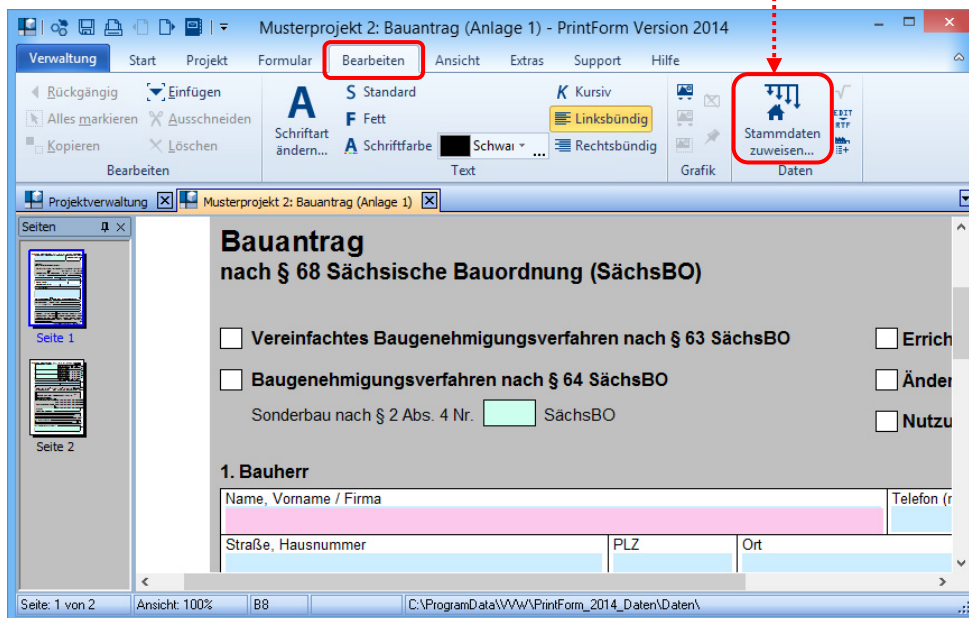 Musterprojekt 2: Bauantrag (Anlage 1) - PrintForm Version 2014
Verwaltung Start Projekt Formular Bearbeiten Ansicht Extras Support Hilfe
Rückgängig Einfügen
Alles markieren Ausschneiden
Kopieren Löschen
Bearbeiten
Schriftart
ändern...
S Standard
F Fett
A Schriftfarbe Schwar ...
K Kursiv
Linksbündig
Rechtsbündig
Text
Grafik
Stammdaten
zuweisen...
EDIT
RTF
Daten
Projektverwaltung Musterprojekt 2: Bauantrag (Anlage 1)
Seiten
Seite 1
Seite 2
Bauantrag
nach § 68 Sächsische Bauordnung (SächsBO)
Vereinfachtes Baugenehmigungsverfahren nach § 63 SächsBO Errich
Baugenehmigungsverfahren nach § 64 SächsBO Änder
Sonderbau nach § 2 Abs. 4 Nr. SächsBO Nutzu
1. Bauherr
Name, Vorname / Firma Telefon (r
Straße, Hausnummer PLZ Ort
Seite: 1 von 2 Ansicht: 100% B8 C:\ProgramData\VVW\PrintForm_2014_Daten\Daten\